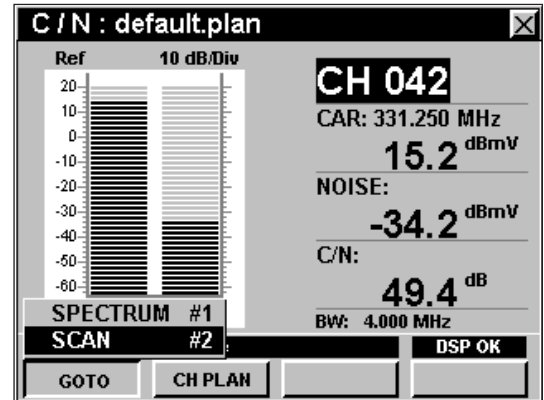 C / N : default.plan
Ref 10 dB/Div
20
10
0
-10
-20
-30
-40
-50
-60
CH 042
CAR: 331.250 MHz
15.2 dBmV
NOISE:
-34.2 dBmV
C/N:
49.4 dB
BW: 4.000 MHz
SPECTRUM #1
SCAN #2
DSP OK
GOTO CH PLAN